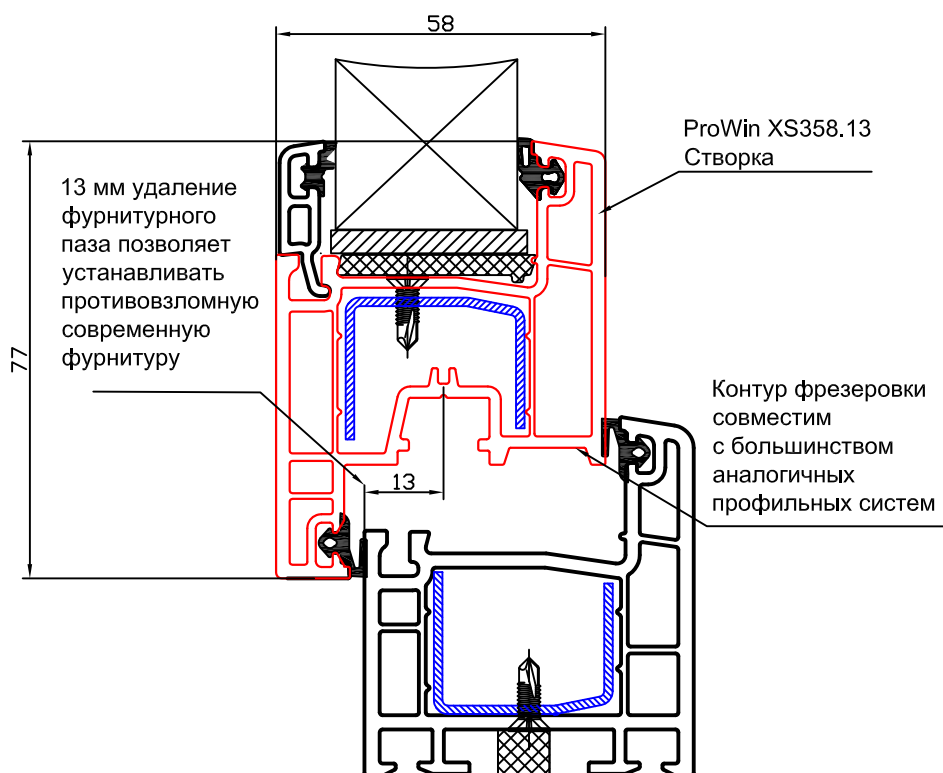 58
ProWin XS358.13
Створка
13 мм удаление
фурнитурного
паза позволяет
устанавливать
противовзломную
современную
фурнитуру
77
Контур фрезеровки
совместим
с большинством
аналогичных
профильных систем
13